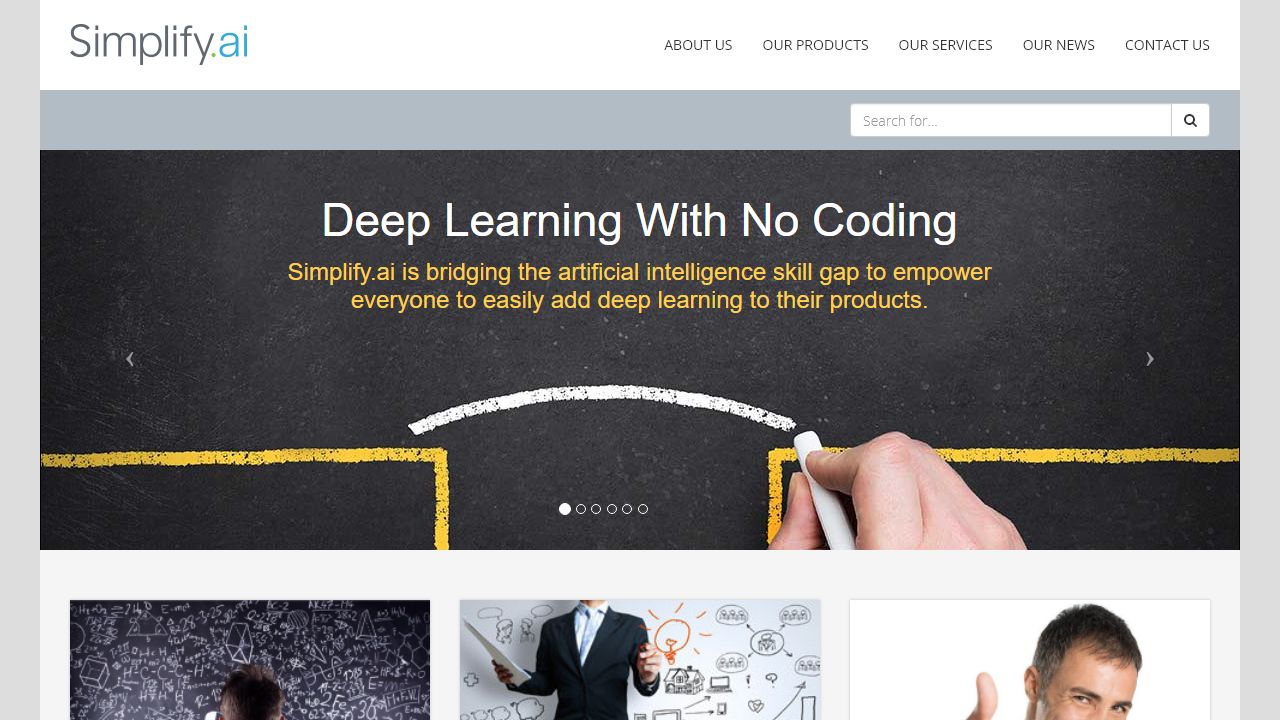 Simplify.ai
ABOUT US
OUR PRODUCTS
OUR SERVICES
OUR NEWS
CONTACT US
Search for...
Deep Learning With No Coding
Simplify.ai is bridging the artificial intelligence skill gap to empower
everyone to easily add deep learning to their products.